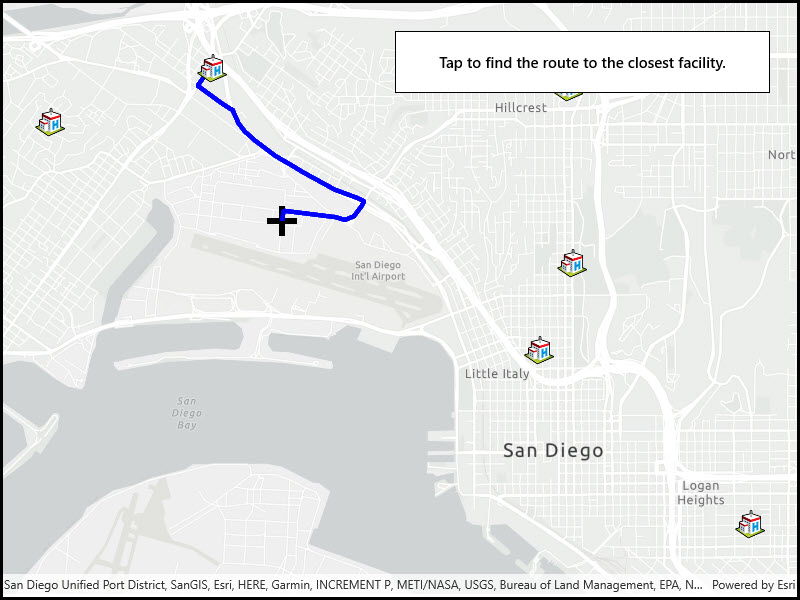 Tap to find the route to the closest facility.
Hillcrest
Nort
San Diego
Int'l Airport
Little Italy
San
Diego
Bay
San Diego
Logan
Heights
San Diego Unified Port District, SanGIS, Esri, HERE, Garmin, INCREMENT P, METI/NASA, USGS, Bureau of Land Management, EPA, N... Powered by Esri